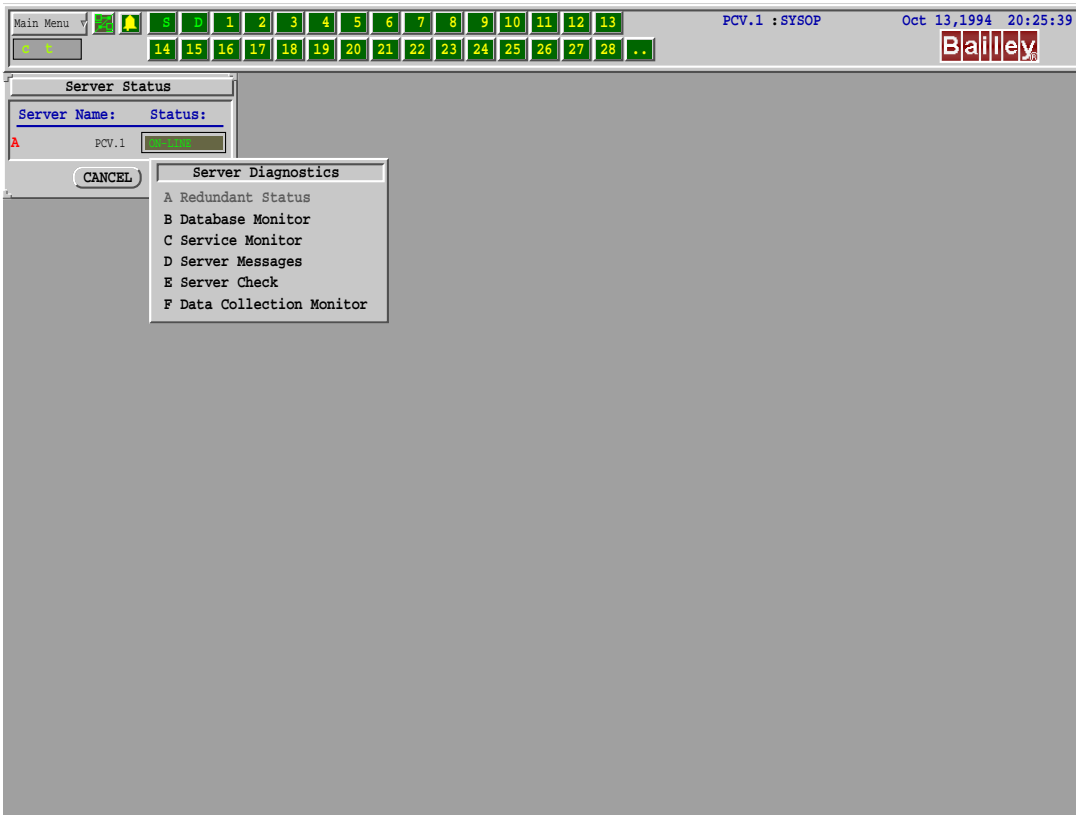 Main Menu S D 1 2 3 4 5 6 7 8 9 10 11 12 13 PCV.1 :SYSOP Oct 13,1994 20:25:39
c t 14 15 16 17 18 19 20 21 22 23 24 25 26 27 28 .. Bailey®
Server Status
Server Name: Status:
A PCV.1 ON-LINE
CANCEL
Server Diagnostics
A Redundant Status
B Database Monitor
C Service Monitor
D Server Messages
E Server Check
F Data Collection Monitor